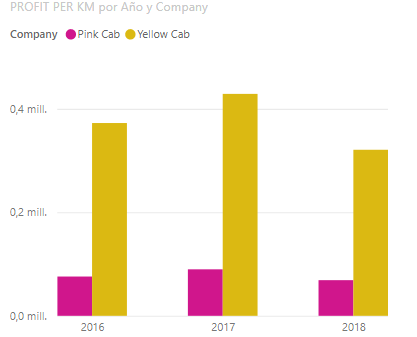 PROFIT PER KM por Año y Company
Company Pink Cab Yellow Cab
0,4 mill.
0,2 mill.
0,0 mill.
2016 2017 2018